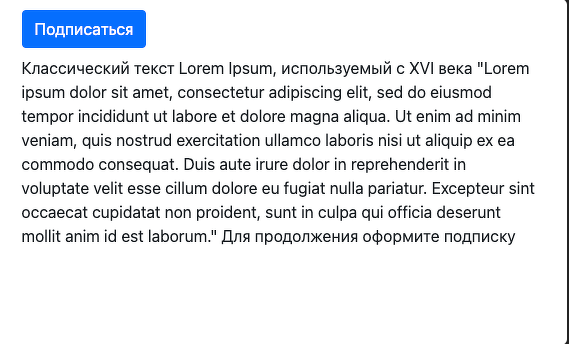 Подписаться
Классический текст Lorem Ipsum, используемый с XVI века "Lorem
ipsum dolor sit amet, consectetur adipiscing elit, sed do eiusmod
tempor incididunt ut labore et dolore magna aliqua. Ut enim ad minim
veniam, quis nostrud exercitation ullamco laboris nisi ut aliquip ex ea
commodo consequat. Duis aute irure dolor in reprehenderit in
voluptate velit esse cillum dolore eu fugiat nulla pariatur. Excepteur sint
occaecat cupidatat non proident, sunt in culpa qui officia deserunt
mollit anim id est laborum." Для продолжения оформите подписку